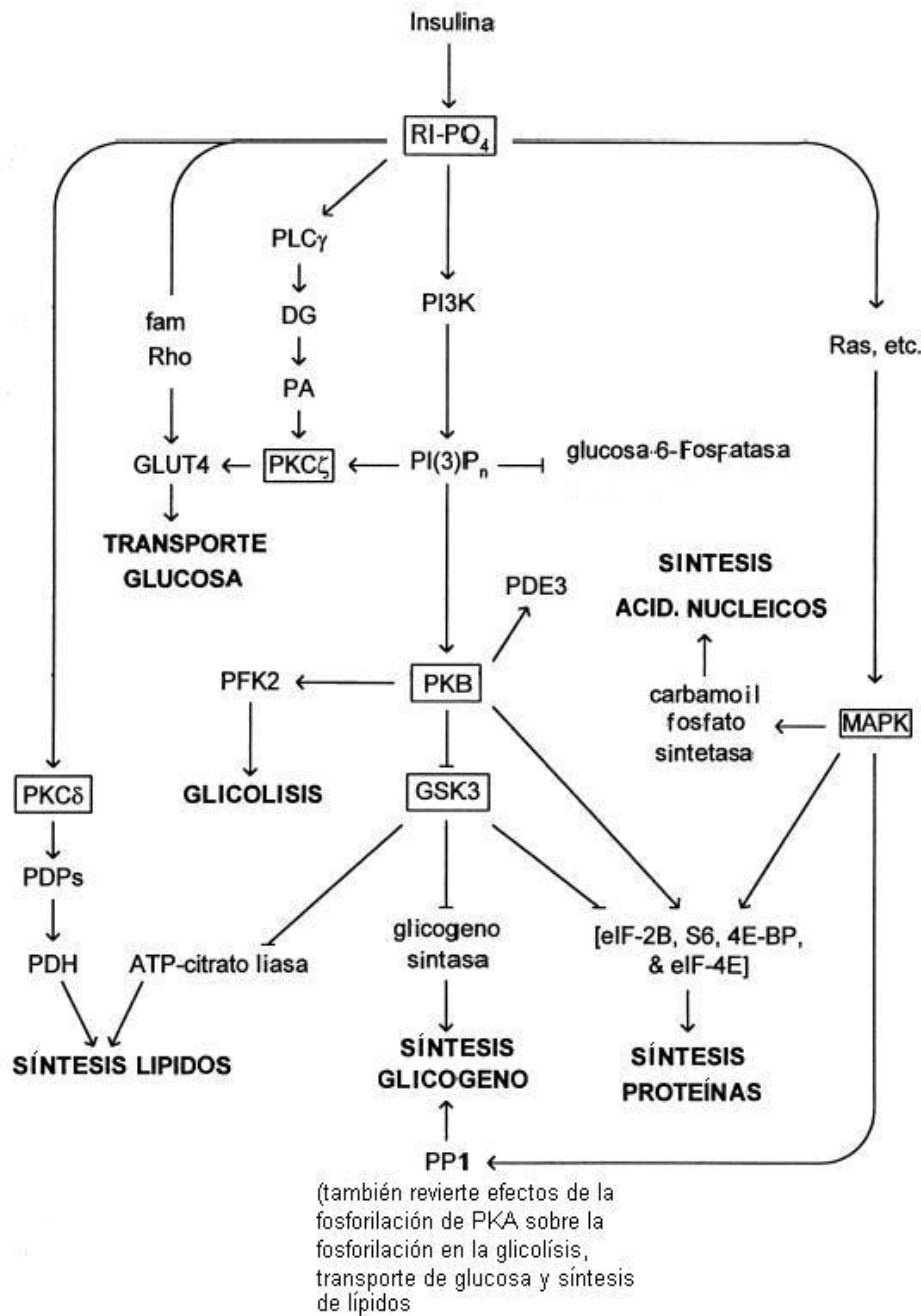 Insulina
RI-PO4
PLCγ
DG
PI3K
fam
Rho
Ras, etc.
PA
GLUT4
PKCζ
PI(3)Pn
glucosa-6-Fosfatasa
TRANSPORTE
GLUCOSA
SINTESIS
ACID. NUCLEICOS
PDE3
PFK2
PKB
carbamoil
fosfato
sintetasa
MAPK
PKCδ
GLICOLISIS
GSK3
PDPs
PDH
ATP-citrato liasa
glicogeno
sintasa
[eIF-2B, S6, 4E-BP,
& eIF-4E]
SÍNTESIS LIPIDOS
SÍNTESIS
GLICOGENO
SÍNTESIS
PROTEÍNAS
PP1
(también revierte efectos de la
fosforilación de PKA sobre la
fosforilación en la glicolísis,
transporte de glucosa y síntesis
de lípidos